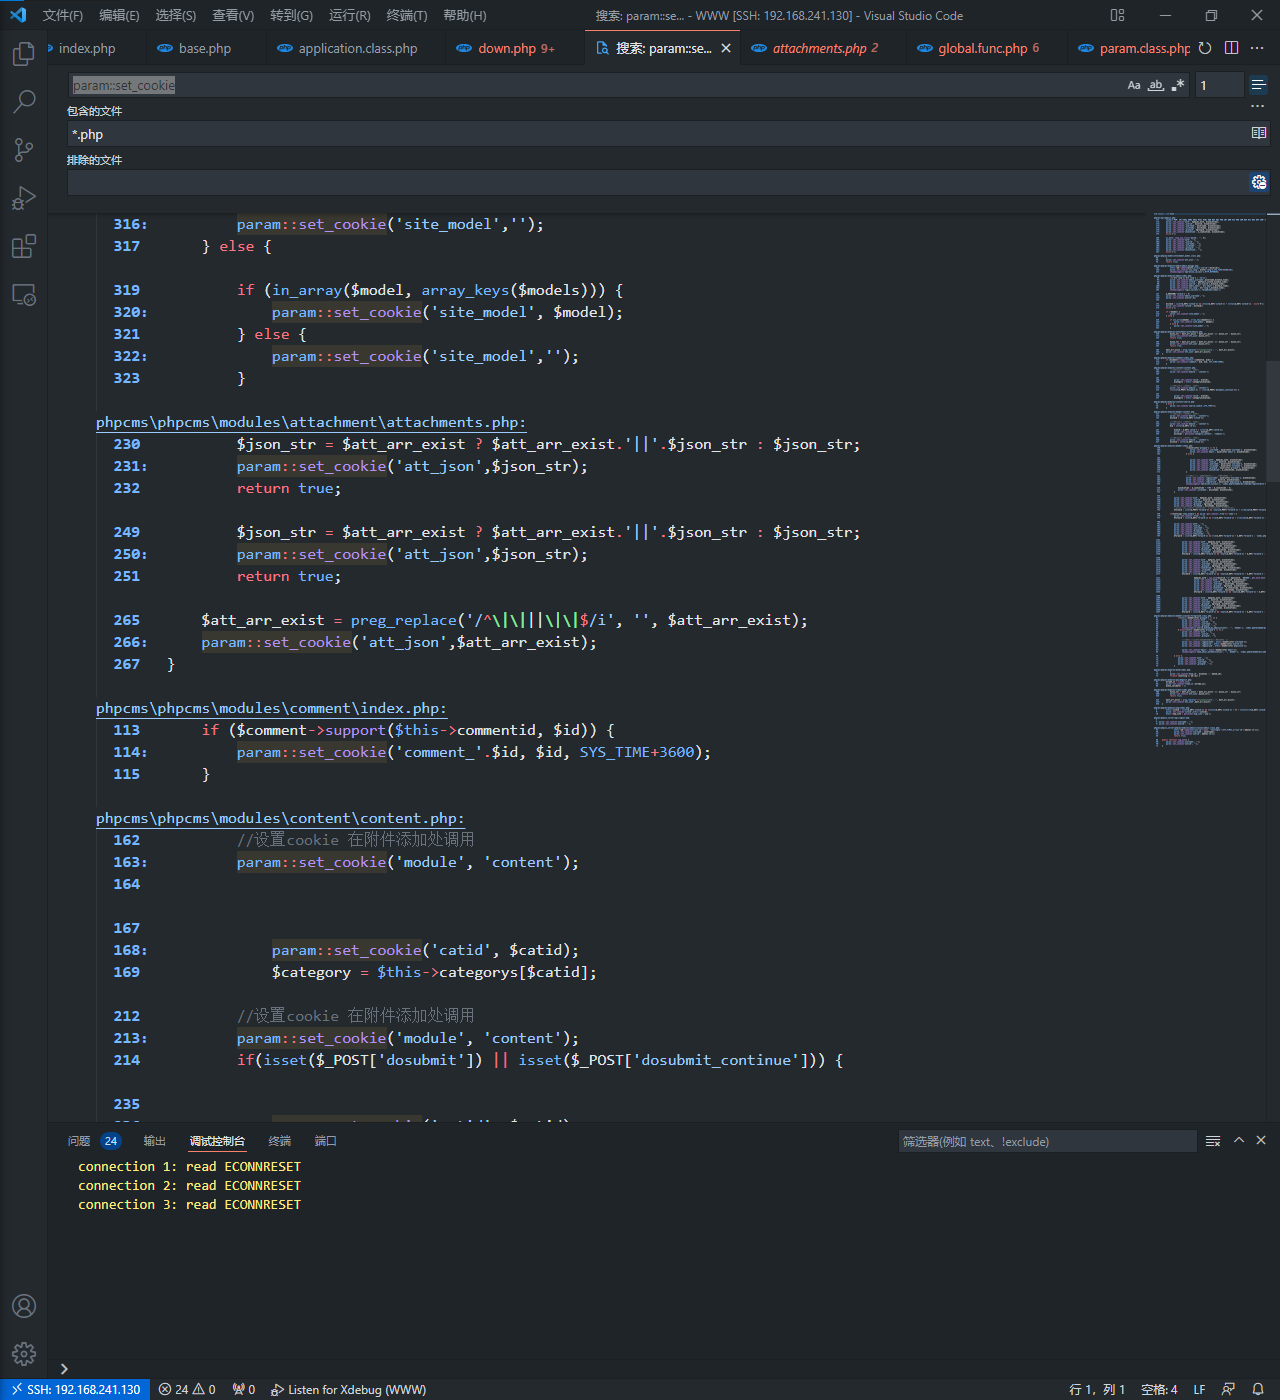 文件(F) 编辑(E) 选择(S) 查看(V) 转到(G) 运行(R) 终端(T) 帮助(H) 搜索: param::se... - WWW [SSH: 192.168.241.130] - Visual Studio Code
index.php base.php application.class.php down.php 9+ 搜索: param::se... attachments.php 2 global.func.php 6 param.class.php
param::set_cookie Aa ab 1
包含的文件
*.php
排除的文件
316: param::set_cookie('site_model','');
317 } else {
319 if (in_array($model, array_keys($models))) {
320: param::set_cookie('site_model', $model);
321 } else {
322: param::set_cookie('site_model','');
323 }
phpcms\phpcms\modules\attachment\attachments.php:
230 $json_str = $att_arr_exist ? $att_arr_exist.'||'.$json_str : $json_str;
231: param::set_cookie('att_json',$json_str);
232 return true;
249 $json_str = $att_arr_exist ? $att_arr_exist.'||'.$json_str : $json_str;
250: param::set_cookie('att_json',$json_str);
251 return true;
265 $att_arr_exist = preg_replace('/^\|\|||\|\|$/i', '', $att_arr_exist);
266: param::set_cookie('att_json',$att_arr_exist);
267 }
phpcms\phpcms\modules\comment\index.php:
113 if ($comment->support($this->commentid, $id)) {
114: param::set_cookie('comment_'.$id, $id, SYS_TIME+3600);
115 }
phpcms\phpcms\modules\content\content.php:
162 //设置cookie 在附件添加处调用
163: param::set_cookie('module', 'content');
164
167
168: param::set_cookie('catid', $catid);
169 $category = $this->categorys[$catid];
212 //设置cookie 在附件添加处调用
213: param::set_cookie('module', 'content');
214 if(isset($_POST['dosubmit']) || isset($_POST['dosubmit_continue'])) {
235
问题 24 输出 调试控制台 终端 端口 筛选器(例如 text、!exclude)
connection 1: read ECONNRESET
connection 2: read ECONNRESET
connection 3: read ECONNRESET
SSH: 192.168.241.130 24 0 0 Listen for Xdebug (WWW) 行 1，列 1 空格: 4 LF